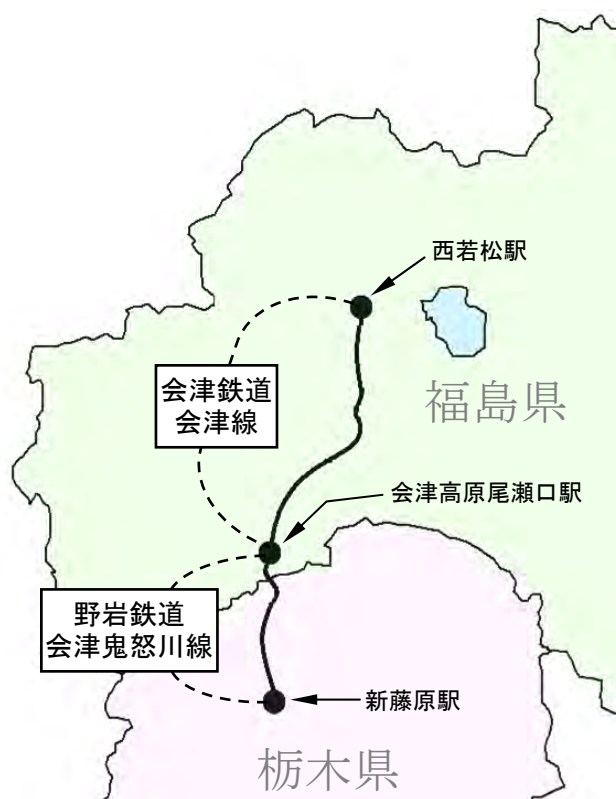 西若松駅
会津鉄道
会津線
福島県
会津高原尾瀬口駅
野岩鉄道
会津鬼怒川線
新藤原駅
栃木県